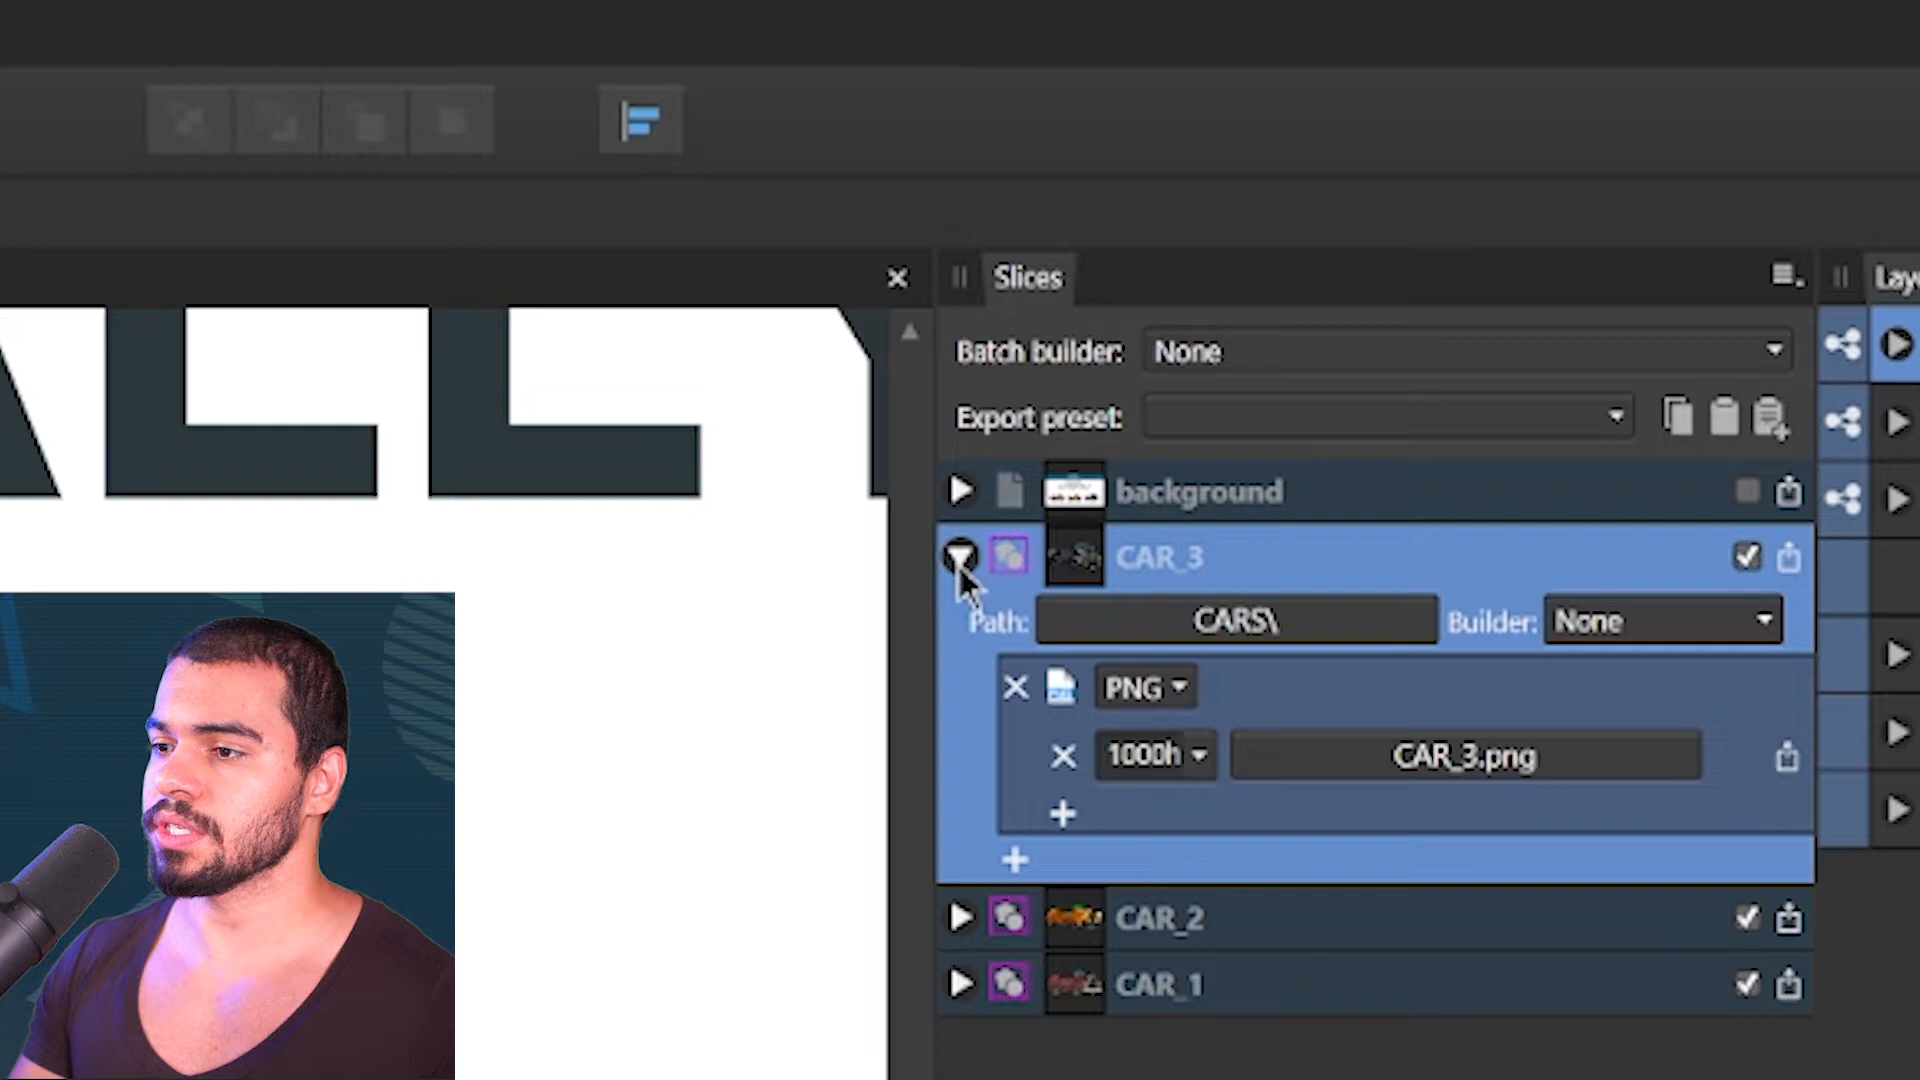 Slices
Lay
Batch builder: None
Export preset:
background
CAR_3
Path: CARS\ Builder: None
PNG
1000h CAR_3.png
CAR_2
CAR_1